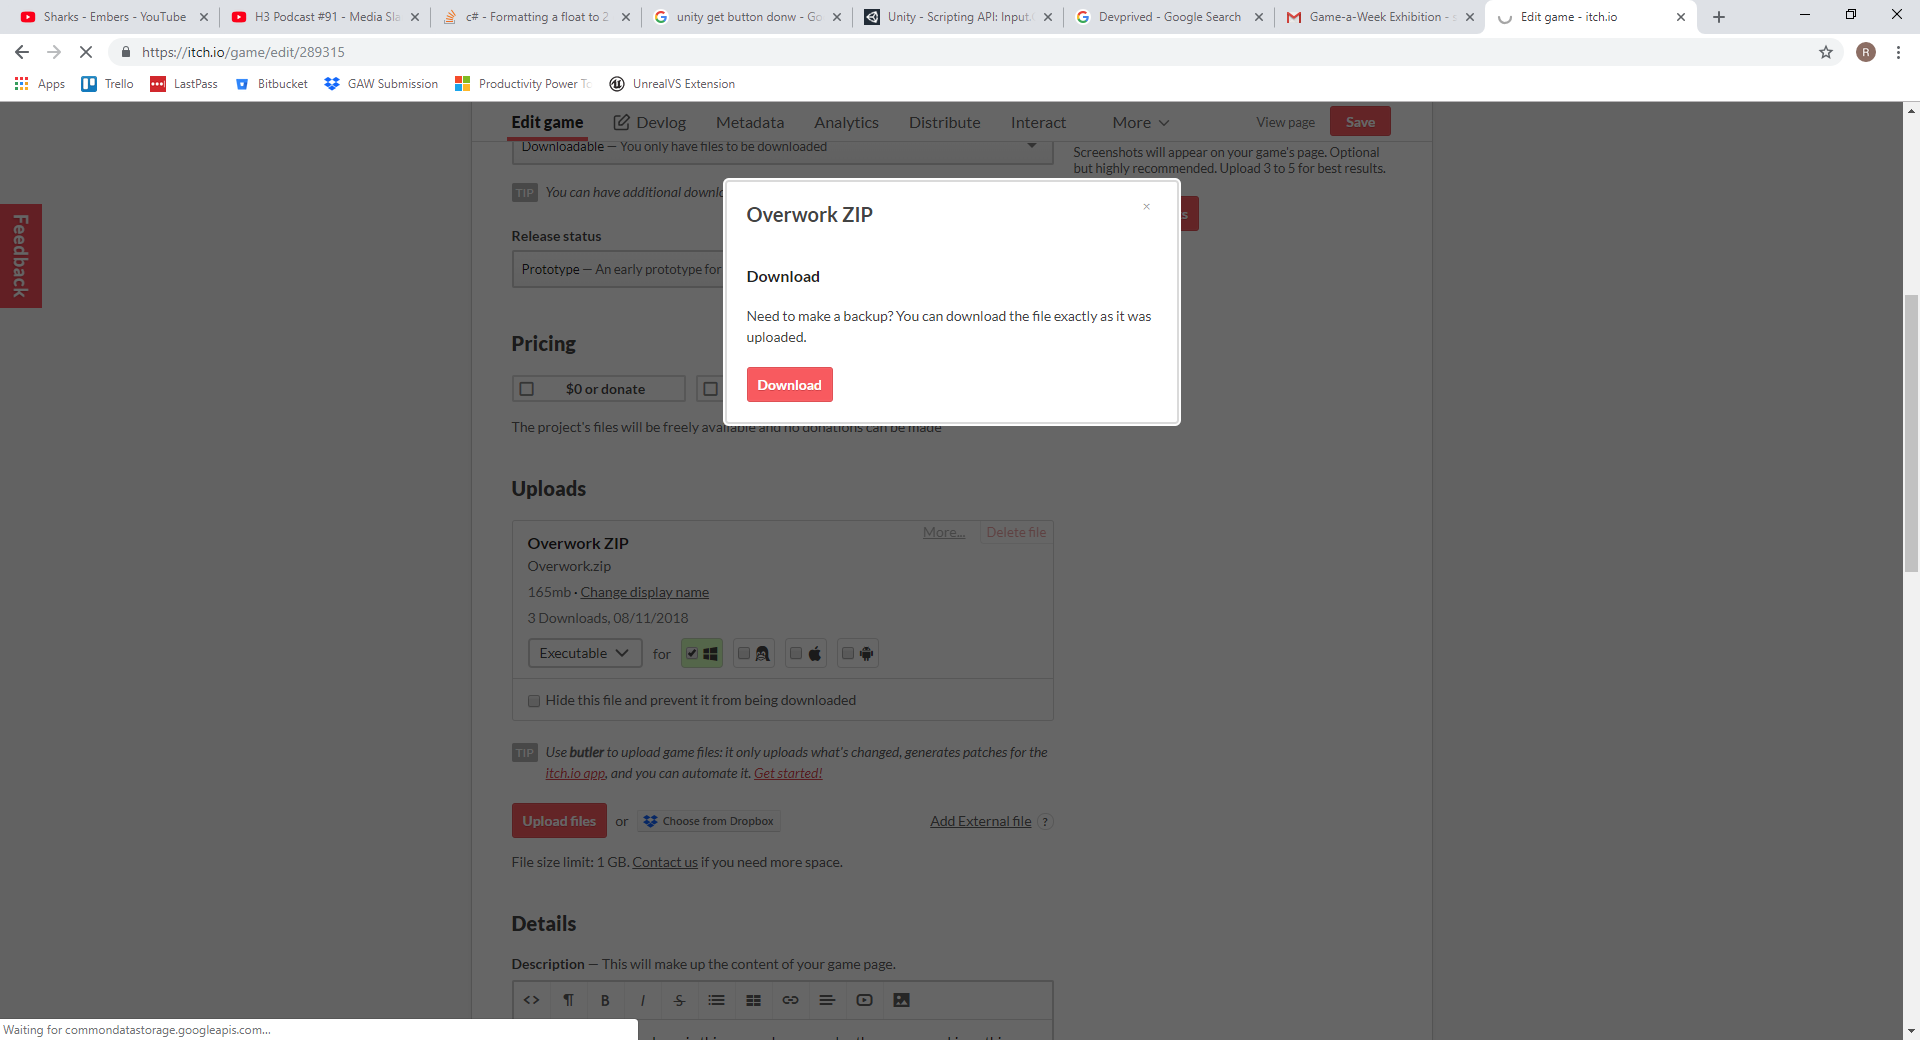 Sharks - Embers - YouTube
H3 Podcast #91 - Media Sla
c# - Formatting a float to 2
unity get button donw - Go
Unity - Scripting API: Input.
Devprived - Google Search
Game-a-Week Exhibition - s
Edit game - itch.io
https://itch.io/game/edit/289315
R
Apps
Trello
LastPass
Bitbucket
GAW Submission
Productivity Power To
UnrealVS Extension
Edit game
Devlog
Metadata
Analytics
Distribute
Interact
More
View page
Save
Downloadable — You only have files to be downloaded
Screenshots will appear on your game's page. Optional
but highly recommended. Upload 3 to 5 for best results.
TIP You can have additional downlo
s
Feedback
Overwork ZIP
×
Release status
Prototype — An early prototype for
Download
Need to make a backup? You can download the file exactly as it was
uploaded.
Download
Pricing
$0 or donate
The project's files will be freely available and no donations can be made
Uploads
More...
Delete file
Overwork ZIP
Overwork.zip
165mb · Change display name
3 Downloads, 08/11/2018
Executable
for
Hide this file and prevent it from being downloaded
TIP Use butler to upload game files: it only uploads what's changed, generates patches for the
itch.io app, and you can automate it. Get started!
Upload files
or
Choose from Dropbox
Add External file
?
File size limit: 1 GB. Contact us if you need more space.
Details
Description — This will make up the content of your game page.
B
I
S
Waiting for commondatastorage.googleapis.com...